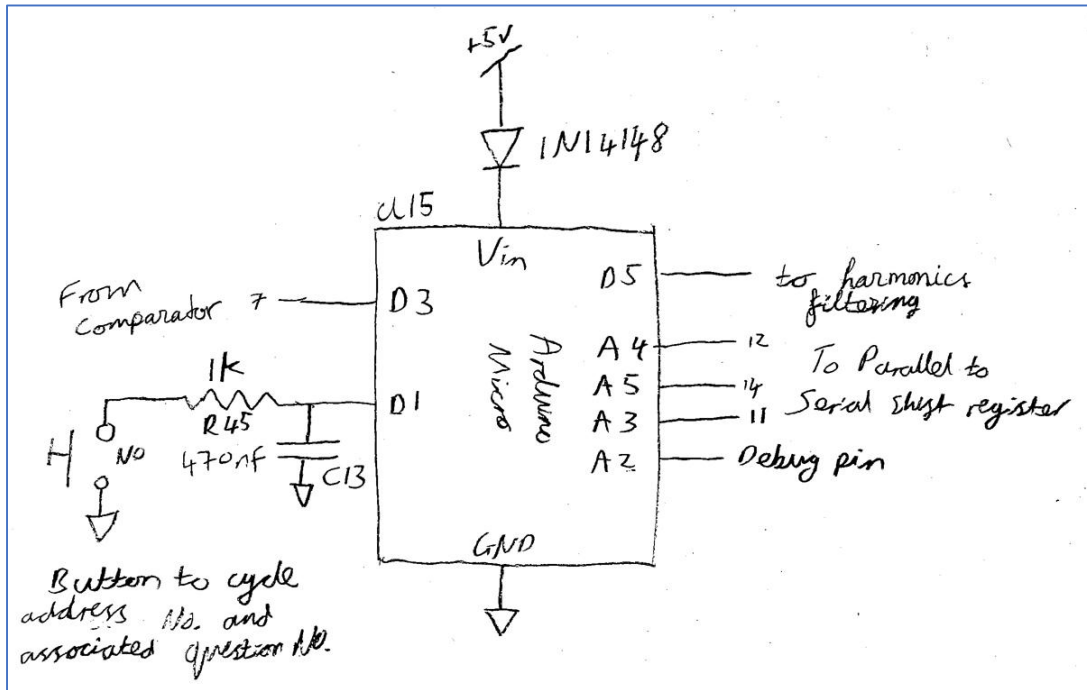 +5V
1N14148
U15
Vin
D5
to harmonics
filtering
From
Comparator 7
D3
Arduino
Micro
A4
12
To Parallel to
Serial Shift register
A5
14
A3
11
A2
Debug pin
1K
R45
D1
NO
470nf
C13
GND
Button to cycle
address No. and
associated question No.